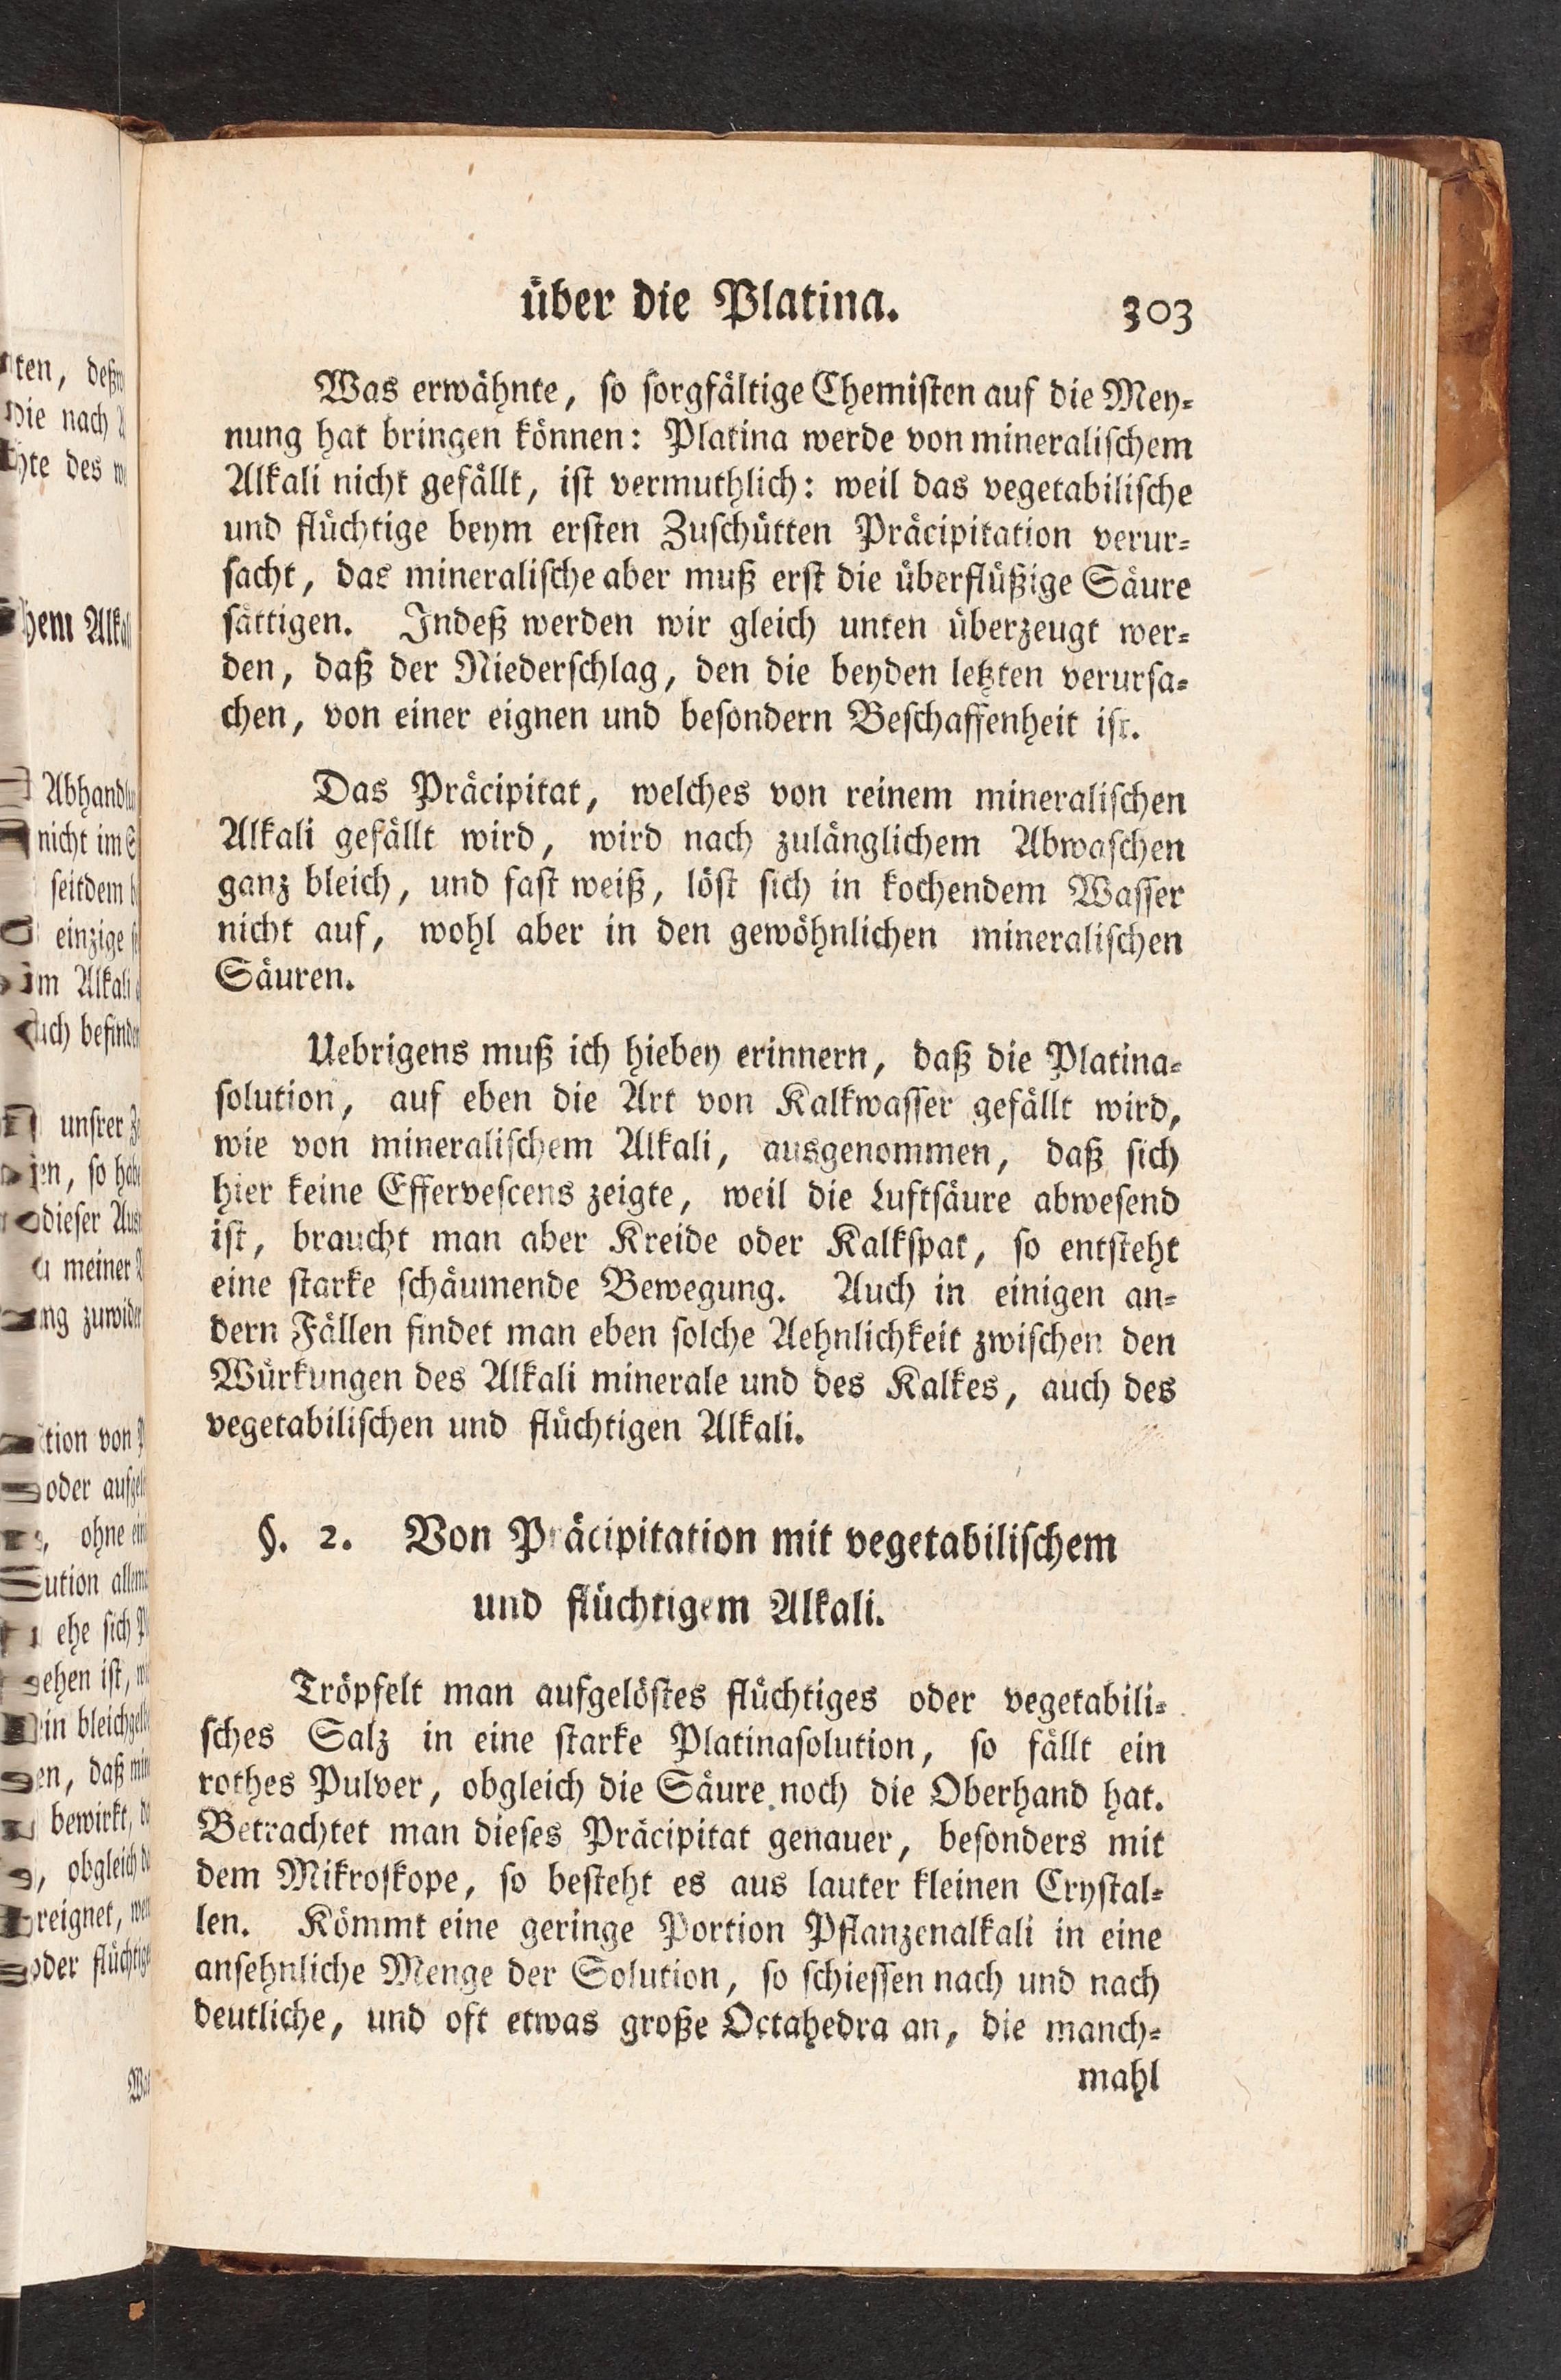 über die Platina. 303
Was erwähnte, so sorgfältige Chemisten auf die Mey-
nung hat bringen können: Platina werde von mineralischem
Alkali nicht gefällt, ist vermuthlich: weil das vegetabilische
und flüchtige beym ersten Zuschütten Präcipitation verur-
sacht, das mineralische aber muß erst die überflüßige Säure
sättigen. Indeß werden wir gleich unten überzeugt wer-
den, daß der Niederschlag, den die beyden letzten verursa-
chen, von einer eignen und besondern Beschaffenheit ist.
Das Präcipitat, welches von reinem mineralischen
Alkali gefällt wird, wird nach zulänglichem Abwaschen
ganz bleich, und fast weiß, löst sich in kochendem Wasser
nicht auf, wohl aber in den gewöhnlichen mineralischen
Säuren.
Uebrigens muß ich hiebey erinnern, daß die Platina-
solution, auf eben die Art von Kalkwasser gefällt wird,
wie von mineralischem Alkali, ausgenommen, daß sich
hier keine Effervescens zeigte, weil die Luftsäure abwesend
ist, braucht man aber Kreide oder Kalkspat, so entsteht
eine starke schäumende Bewegung. Auch in einigen an-
dern Fällen findet man eben solche Aehnlichkeit zwischen den
Würkungen des Alkali minerale und des Kalkes, auch des
vegetabilischen und flüchtigen Alkali.
§. 2. Von Präcipitation mit vegetabilischem
und flüchtigem Alkali.
Tröpfelt man aufgelöstes flüchtiges oder vegetabili-
sches Salz in eine starke Platinasolution, so fällt ein
rothes Pulver, obgleich die Säure noch die Oberhand hat.
Betrachtet man dieses Präcipitat genauer, besonders mit
dem Mikroskope, so besteht es aus lauter kleinen Crystal-
len. Kömmt eine geringe Portion Pflanzenalkali in eine
ansehnliche Menge der Solution, so schiessen nach und nach
deutliche, und oft etwas große Octahedra an, die manch-
mahl